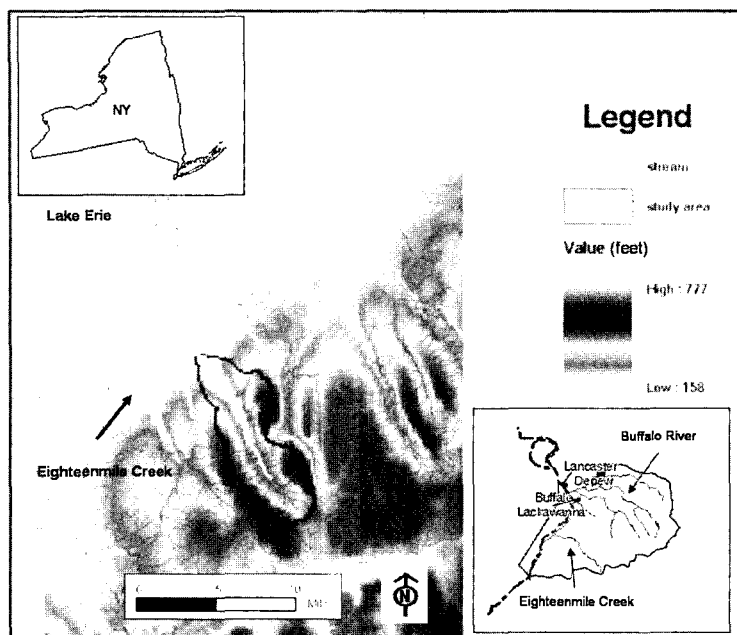 NY
Lake Erie
Legend
stream
study area
Value (feet)
High : 777
Low : 158
Eighteenmile Creek
Buffalo River
Lancaster
Depew
Buffalo
Lackawanna
Eighteenmile Creek
5
N